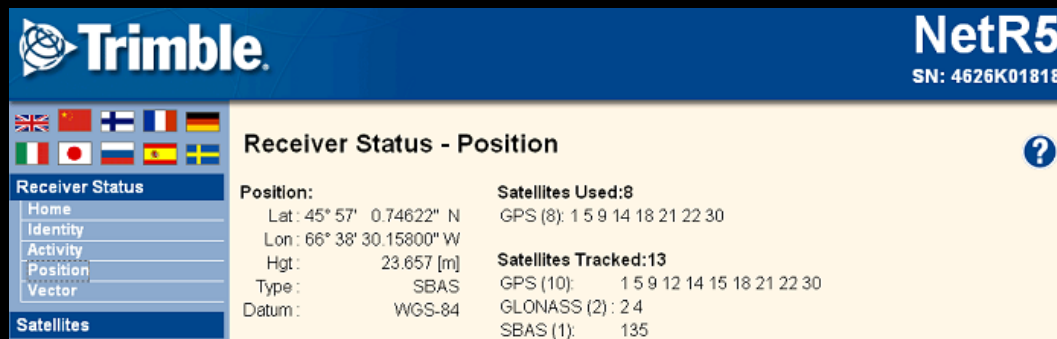 Trimble.
NetR5
SN: 4626K01818
Receiver Status
Home
Identity
Activity
Position
Vector
Satellites
Receiver Status - Position
?
Position:
Lat : 45° 57' 0.74622" N
Lon : 66° 38' 30.15800" W
Hgt : 23.657 [m]
Type : SBAS
Datum : WGS-84
Satellites Used:8
GPS (8): 1 5 9 14 18 21 22 30
Satellites Tracked:13
GPS (10): 1 5 9 12 14 15 18 21 22 30
GLONASS (2) : 2 4
SBAS (1): 135